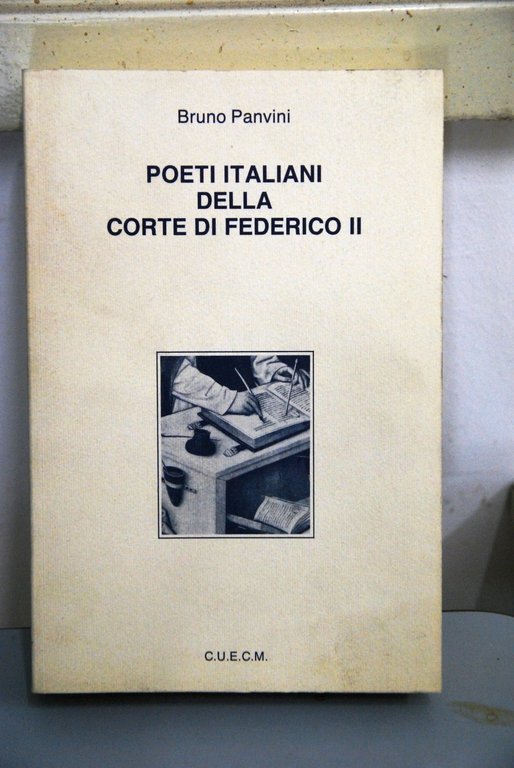 Bruno Panvini
POETI ITALIANI
DELLA
CORTE DI FEDERICO II
C.U.E.C.M.